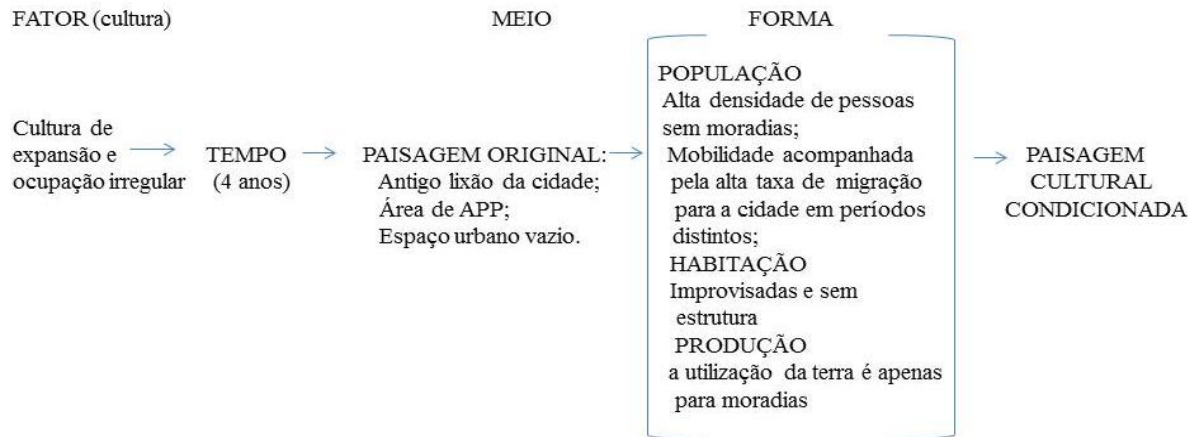 FATOR (cultura)
MEIO
FORMA
Cultura de
expansão e
ocupação irregular
TEMPO
(4 anos)
PAISAGEM ORIGINAL:
Antigo lixão da cidade;
Área de APP;
Espaço urbano vazio.
POPULAÇÃO
Alta densidade de pessoas
sem moradias;
Mobilidade acompanhada
pela alta taxa de migração
para a cidade em períodos
distintos;
HABITAÇÃO
Improvisadas e sem
estrutura
PRODUÇÃO
a utilização da terra é apenas
para moradias
PAISAGEM
CULTURAL
CONDICIONADA